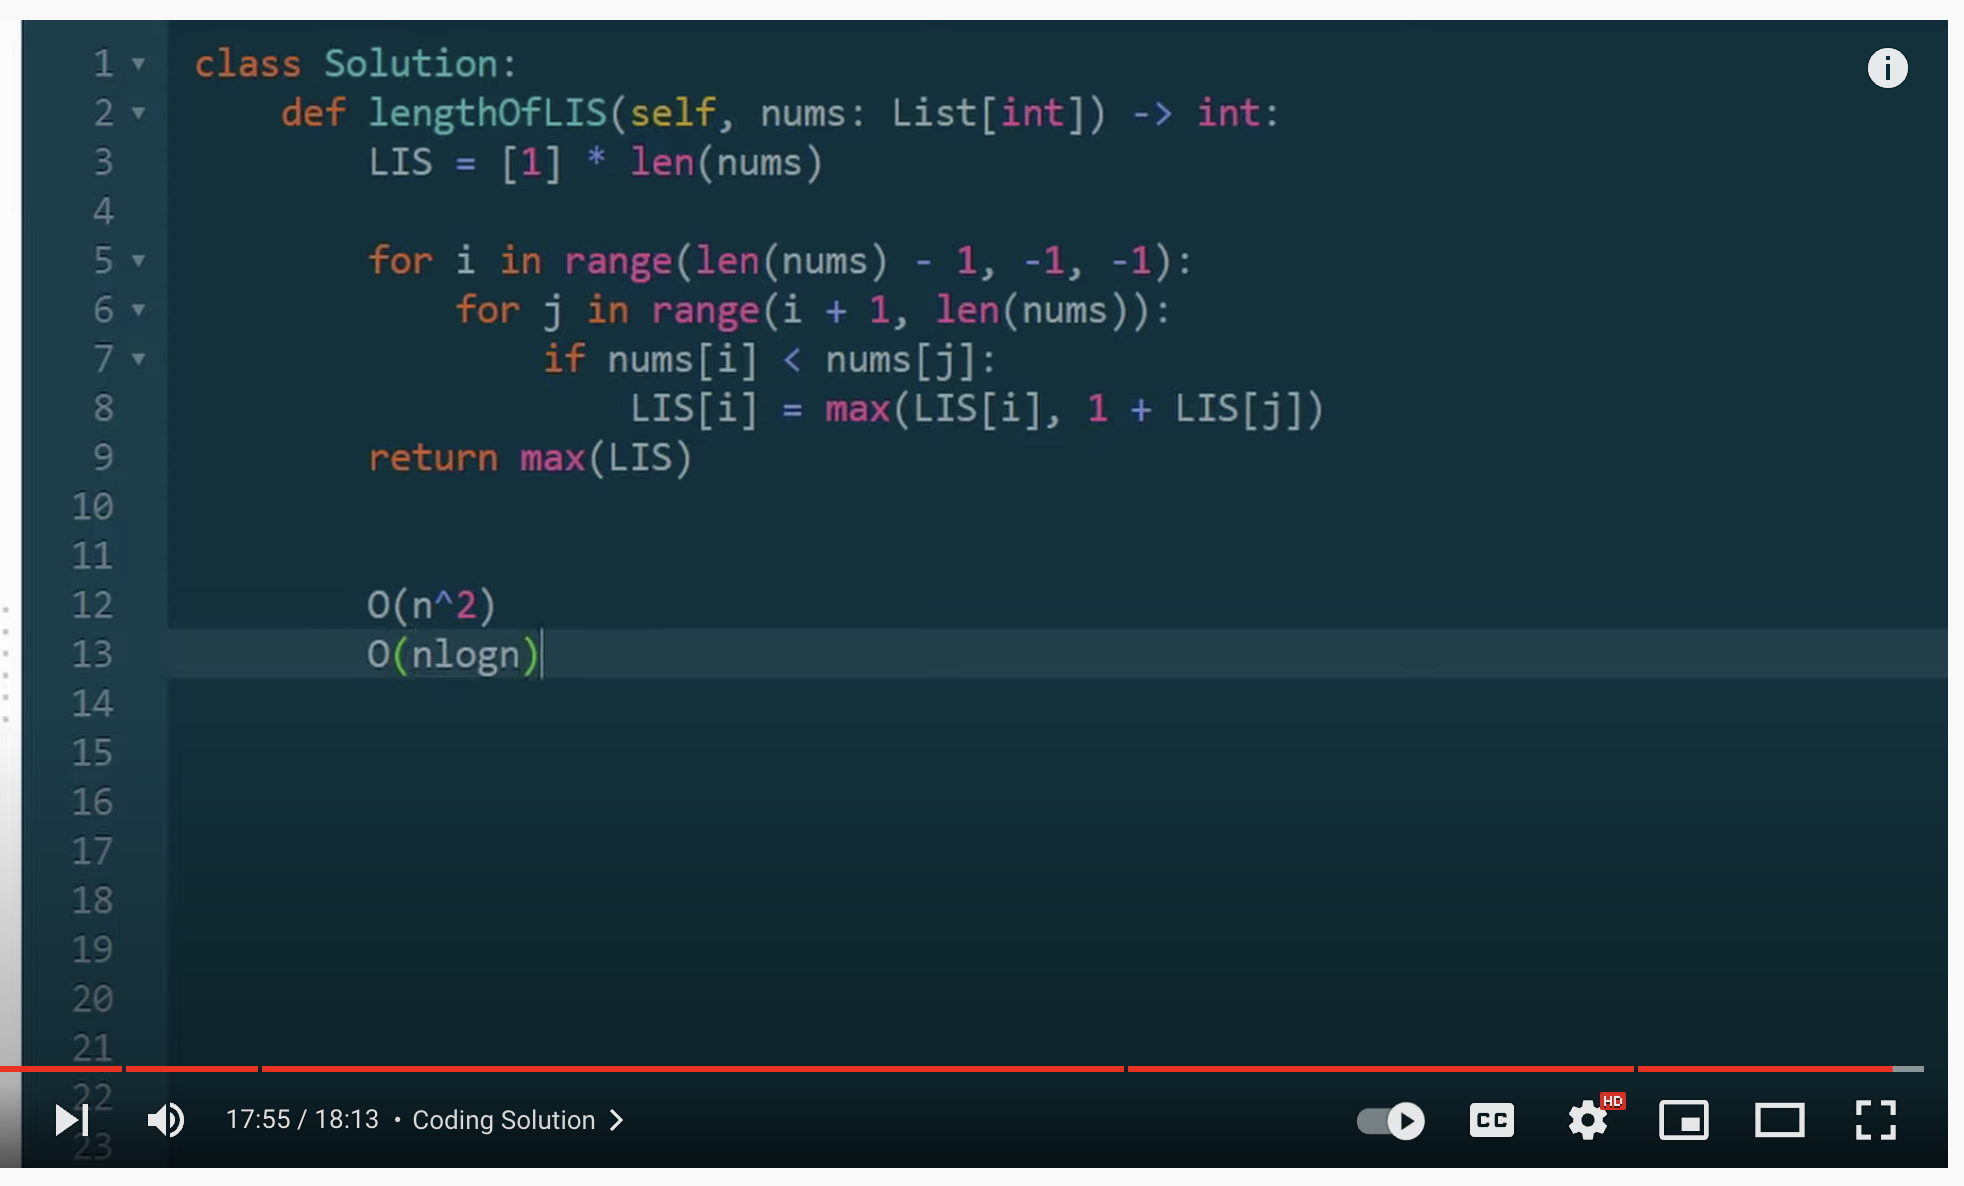 1 class Solution:
2 def lengthOfLIS(self, nums: List[int]) -> int:
3 LIS = [1] * len(nums)
4
5 for i in range(len(nums) - 1, -1, -1):
6 for j in range(i + 1, len(nums)):
7 if nums[i] < nums[j]:
8 LIS[i] = max(LIS[i], 1 + LIS[j])
9 return max(LIS)
10
11
12 O(n^2)
13 O(nlogn)
14
15
16
17
18
19
20
21
22
17:55 / 18:13 • Coding Solution
CC
HD
23